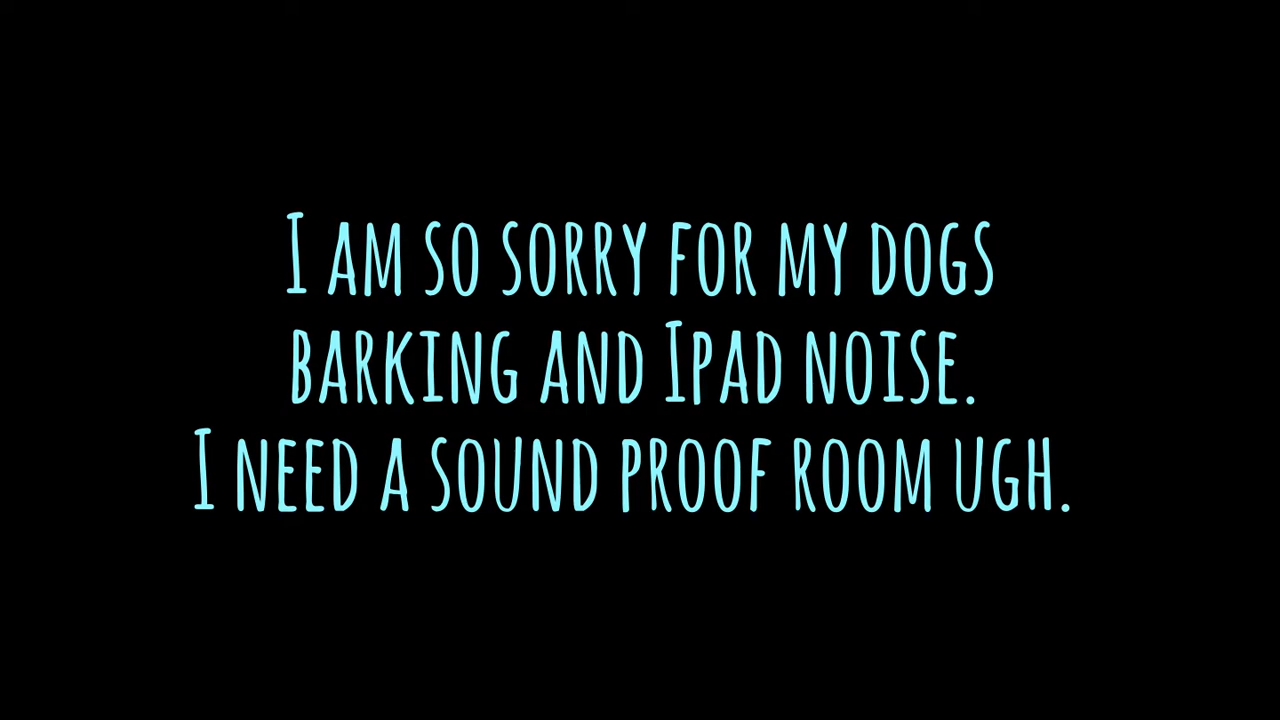 I AM SO SORRY FOR MY DOGS
BARKING AND IPAD NOISE.
I NEED A SOUND PROOF ROOM UGH.